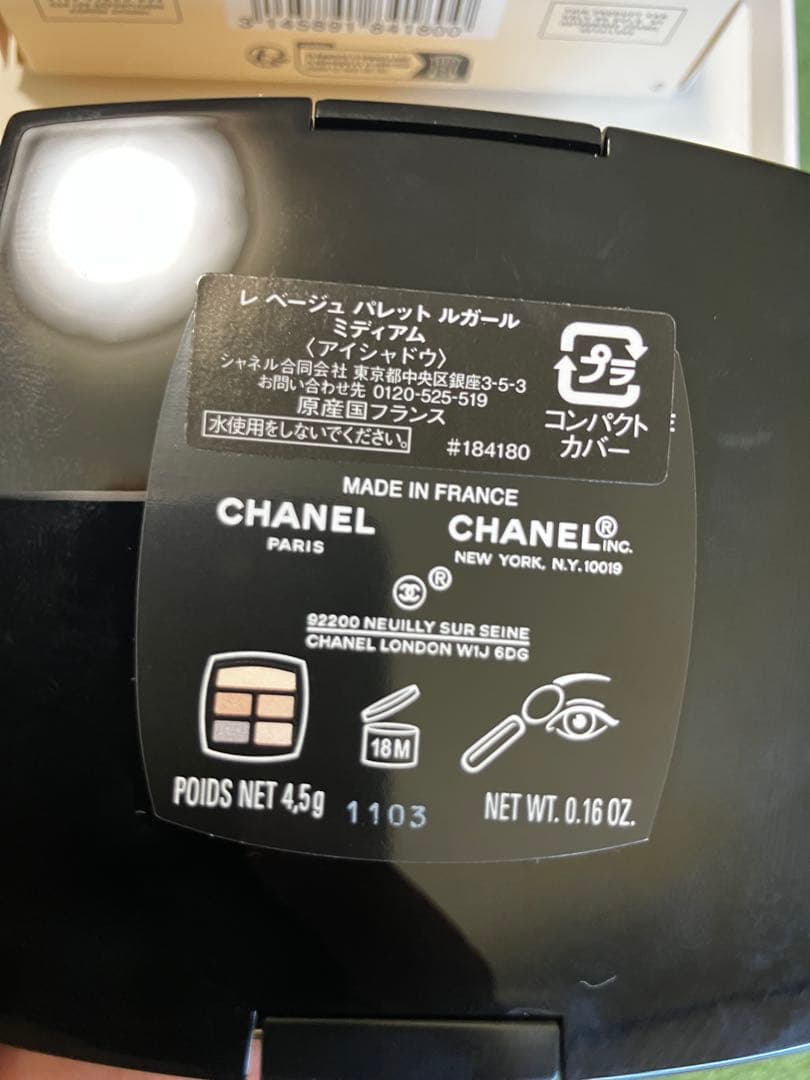 3 145891 841800
レ ベージュ パレット ルガール
ミディアム
〈アイシャドウ〉
シャネル合同会社 東京都中央区銀座3-5-3
お問い合わせ先 0120-525-519
原産国フランス
水使用をしないでください。
#184180
プラ
コンパクト
カバー
E
MADE IN FRANCE
CHANEL
PARIS
CHANEL®INC.
NEW YORK, N.Y. 10019
®
92200 NEUILLY SUR SEINE
CHANEL LONDON W1J 6DG
18M
POIDS NET 4,5g
1103
NET WT. 0.16 OZ.